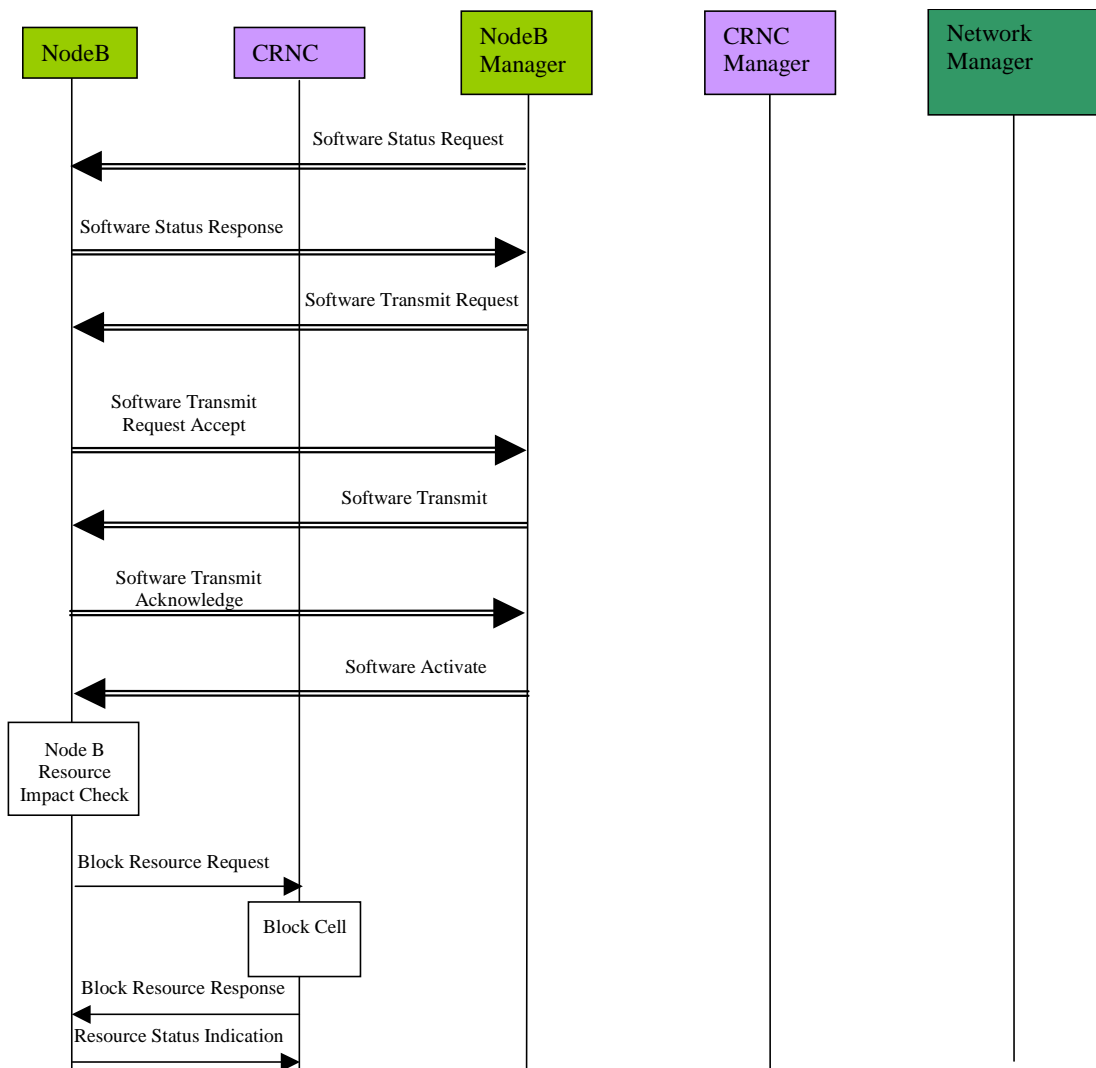 NodeB
CRNC
NodeB
Manager
CRNC
Manager
Network
Manager
Software Status Request
Software Status Response
Software Transmit Request
Software Transmit
Request Accept
Software Transmit
Software Transmit
Acknowledge
Software Activate
Node B
Resource
Impact Check
Block Resource Request
Block Cell
Block Resource Response
Resource Status Indication